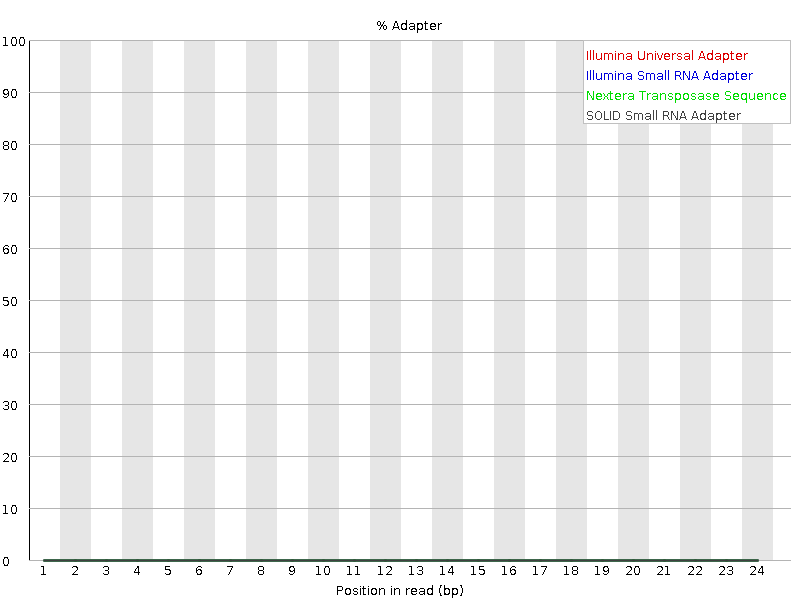 % Adapter
100
90
80
70
60
50
40
30
20
10
0
Illumina Universal Adapter
Illumina Small RNA Adapter
Nextera Transposase Sequence
SOLID Small RNA Adapter
1 2 3 4 5 6 7 8 9 10 11 12 13 14 15 16 17 18 19 20 21 22 23 24
Position in read (bp)